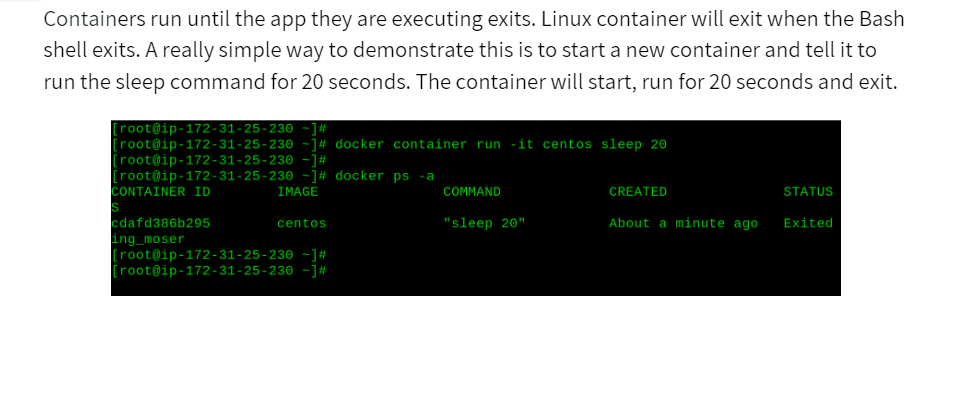 Containers run until the app they are executing exits. Linux container will exit when the Bash
shell exits. A really simple way to demonstrate this is to start a new container and tell it to
run the sleep command for 20 seconds. The container will start, run for 20 seconds and exit.
[root@ip-172-31-25-230 ~]#
[root@ip-172-31-25-230 ~]# docker container run -it centos sleep 20
[root@ip-172-31-25-230 ~]#
[root@ip-172-31-25-230 ~]# docker ps -a
CONTAINER ID IMAGE COMMAND CREATED STATUS
S
cdafd386b295 centos "sleep 20" About a minute ago Exited
ing_moser
[root@ip-172-31-25-230 ~]#
[root@ip-172-31-25-230 ~]#